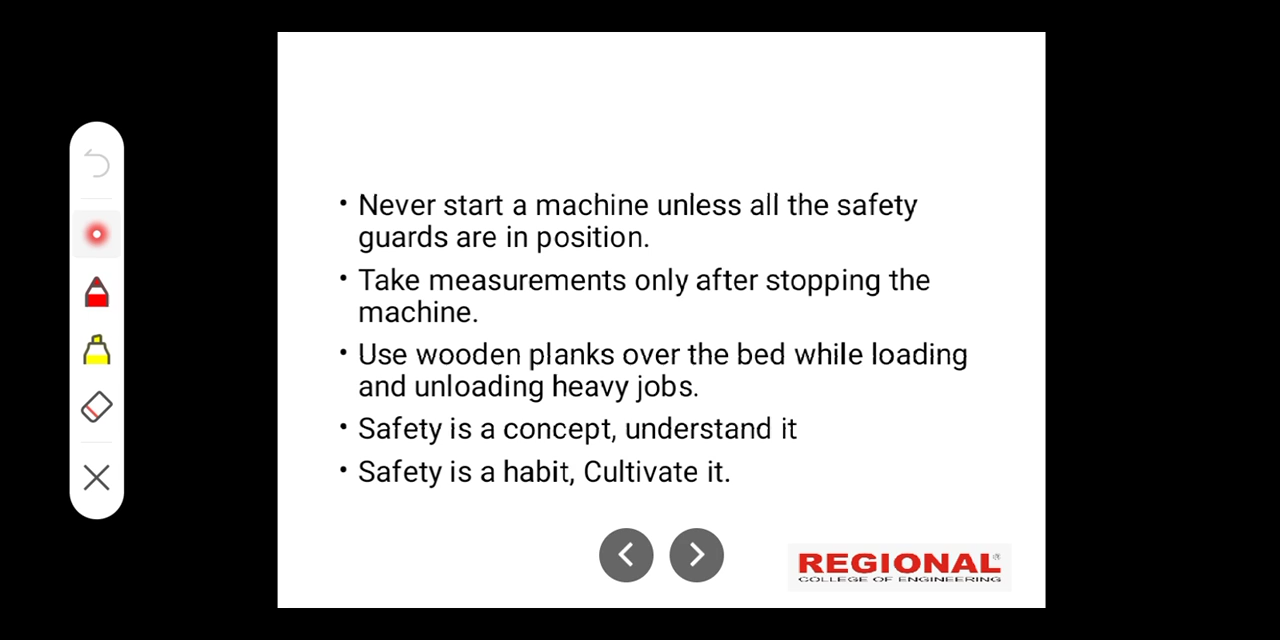 • Never start a machine unless all the safety
guards are in position.
• Take measurements only after stopping the
machine.
• Use wooden planks over the bed while loading
and unloading heavy jobs.
• Safety is a concept, understand it
• Safety is a habit, Cultivate it.
REGIONAL®
COLLEGE OF ENGINEERING